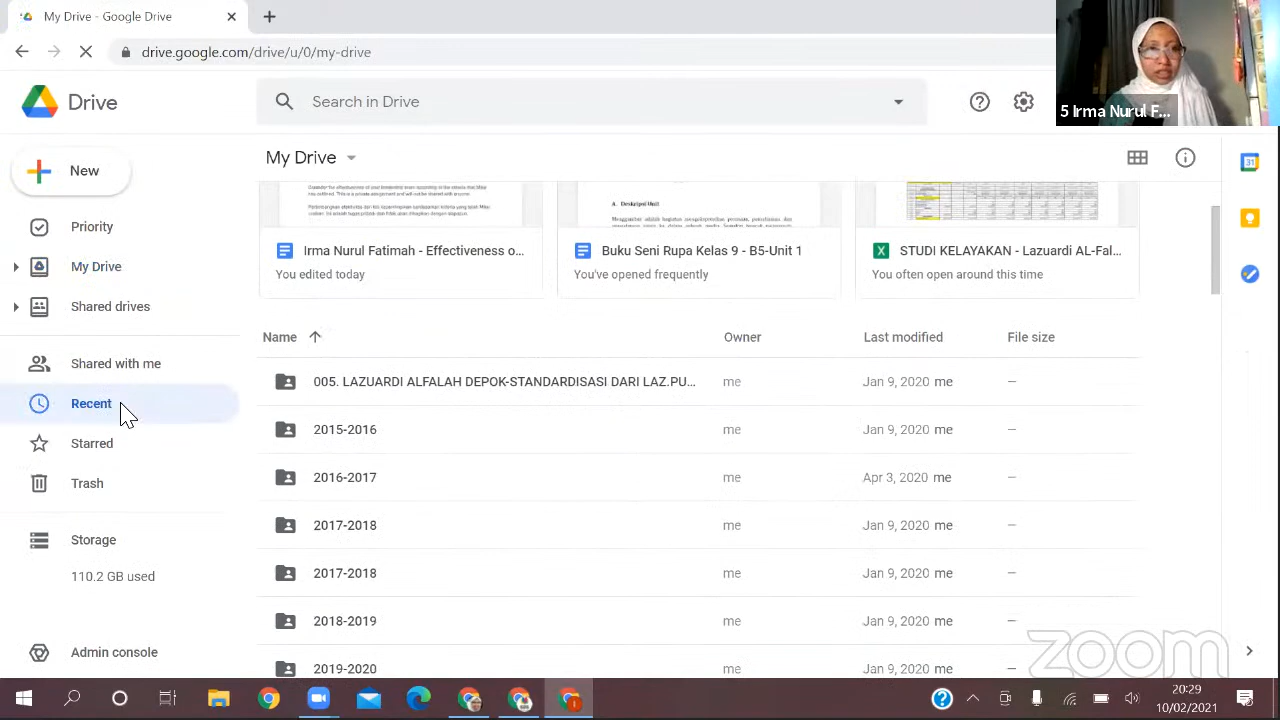 My Drive - Google Drive
drive.google.com/drive/u/0/my-drive
5 Irma Nurul F...
Drive
Search in Drive
New
My Drive
31
Priority
My Drive
Shared drives
Shared with me
Recent
Starred
Trash
Storage
110.2 GB used
Admin console
A. Deskripsi Unit
Irma Nurul Fatimah - Effectiveness o...
You edited today
Buku Seni Rupa Kelas 9 - B5-Unit 1
You've opened frequently
STUDI KELAYAKAN - Lazuardi AL-Fal...
You often open around this time
Name Owner Last modified File size
005. LAZUARDI ALFALAH DEPOK-STANDARDISASI DARI LAZ.PU... me Jan 9, 2020 me —
2015-2016 me Jan 9, 2020 me —
2016-2017 me Apr 3, 2020 me —
2017-2018 me Jan 9, 2020 me —
2017-2018 me Jan 9, 2020 me —
2018-2019 me Jan 9, 2020 me —
2019-2020 me Jan 9, 2020 me —
zoom
20:29
10/02/2021